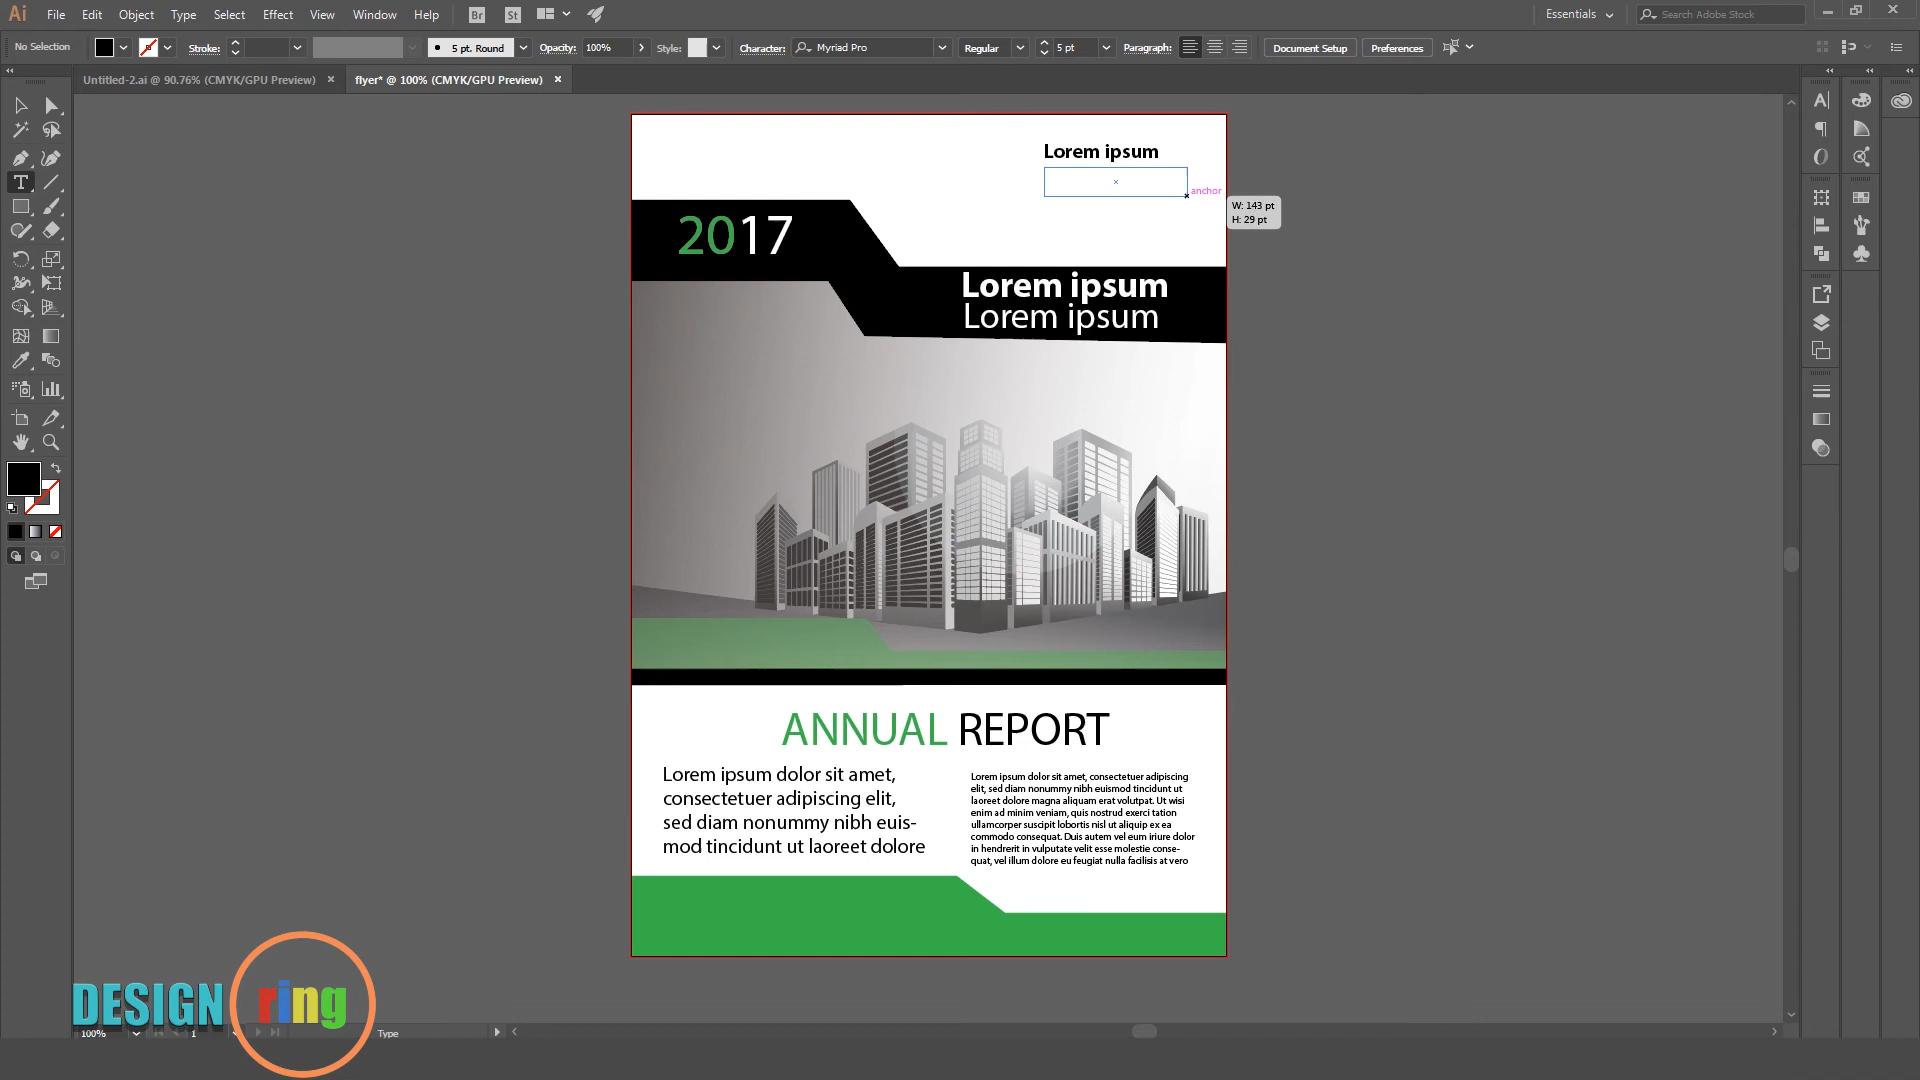 Ai File Edit Object Type Select Effect View Window Help Br St Essentials Search Adobe Stock
No Selection Stroke: 5 pt. Round Opacity: 100% Style: Character: Myriad Pro Regular 5 pt Paragraph: Document Setup Preferences
Untitled-2.ai @ 90.76% (CMYK/GPU Preview) × flyer* @ 100% (CMYK/GPU Preview) ×
Lorem ipsum
anchor
W: 143 pt
H: 29 pt
2017
Lorem ipsum
Lorem ipsum
ANNUAL REPORT
Lorem ipsum dolor sit amet,
consectetuer adipiscing elit,
sed diam nonummy nibh euis-
mod tincidunt ut laoreet dolore
Lorem ipsum dolor sit amet, consectetuer adipiscing
elit, sed diam nonummy nibh euismod tincidunt ut
laoreet dolore magna aliquam erat volutpat. Ut wisi
enim ad minim veniam, quis nostrud exerci tation
ullamcorper suscipit lobortis nisl ut aliquip ex ea
commodo consequat. Duis autem vel eum iriure dolor
in hendrerit in vulputate velit esse molestie conse-
quat, vel illum dolore eu feugiat nulla facilisis at vero
DESIGN ring
100% 1 Type